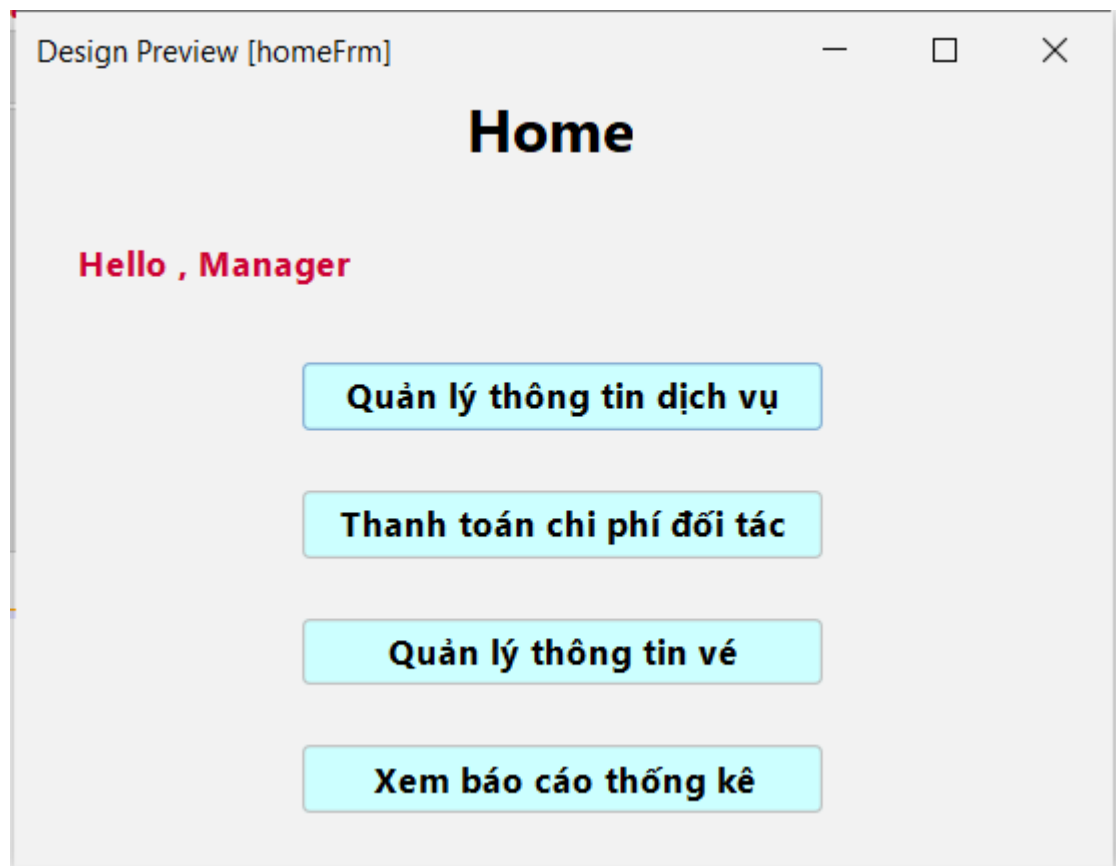 Design Preview [homeFrm]
Home
Hello , Manager
Quản lý thông tin dịch vụ
Thanh toán chi phí đối tác
Quản lý thông tin vé
Xem báo cáo thống kê